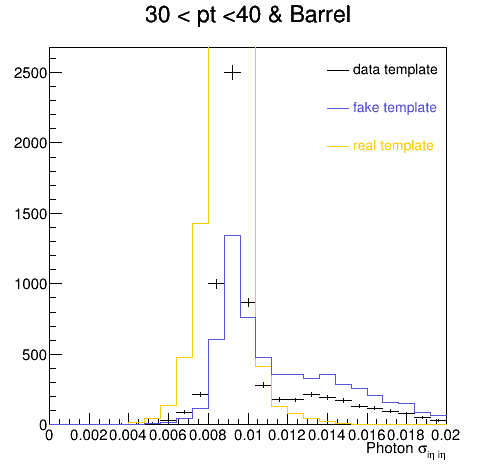 30 < pt <40 & Barrel
data template
fake template
real template
2500
2000
1500
1000
500
0
0 0.002 0.004 0.006 0.008 0.01 0.012 0.014 0.016 0.018 0.02
Photon σiη iη